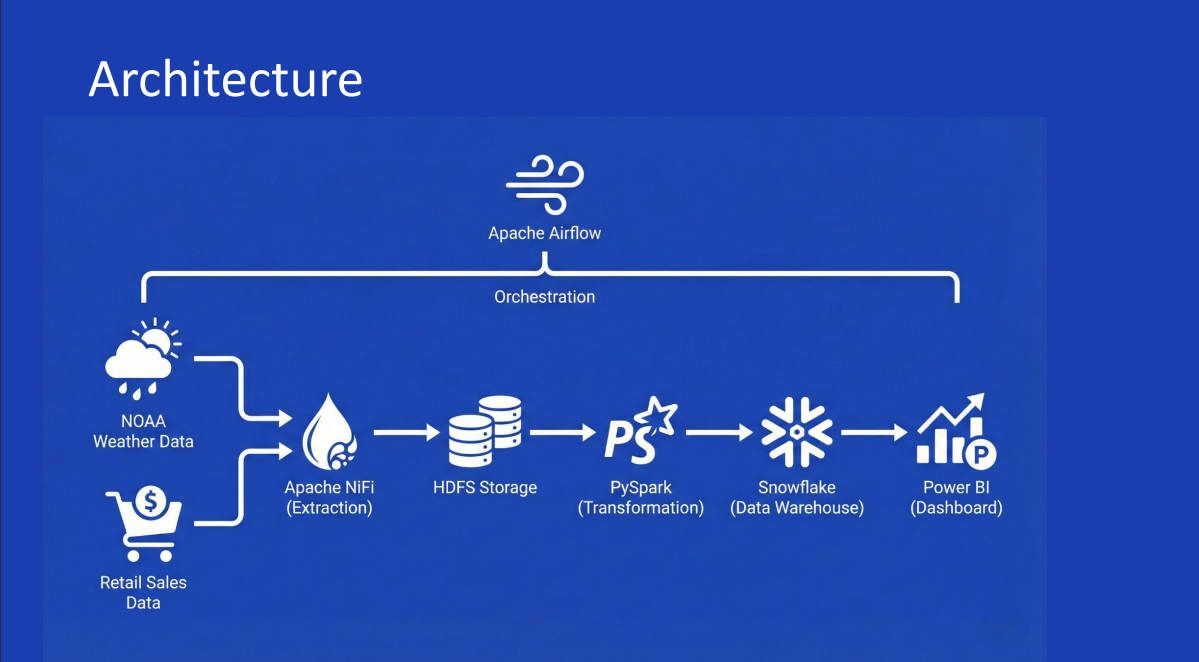 Architecture
Apache Airflow
Orchestration
NOAA
Weather Data
$
Retail Sales
Data
Apache NiFi
(Extraction)
HDFS Storage
PS
PySpark
(Transformation)
Snowflake
(Data Warehouse)
P
Power BI
(Dashboard)